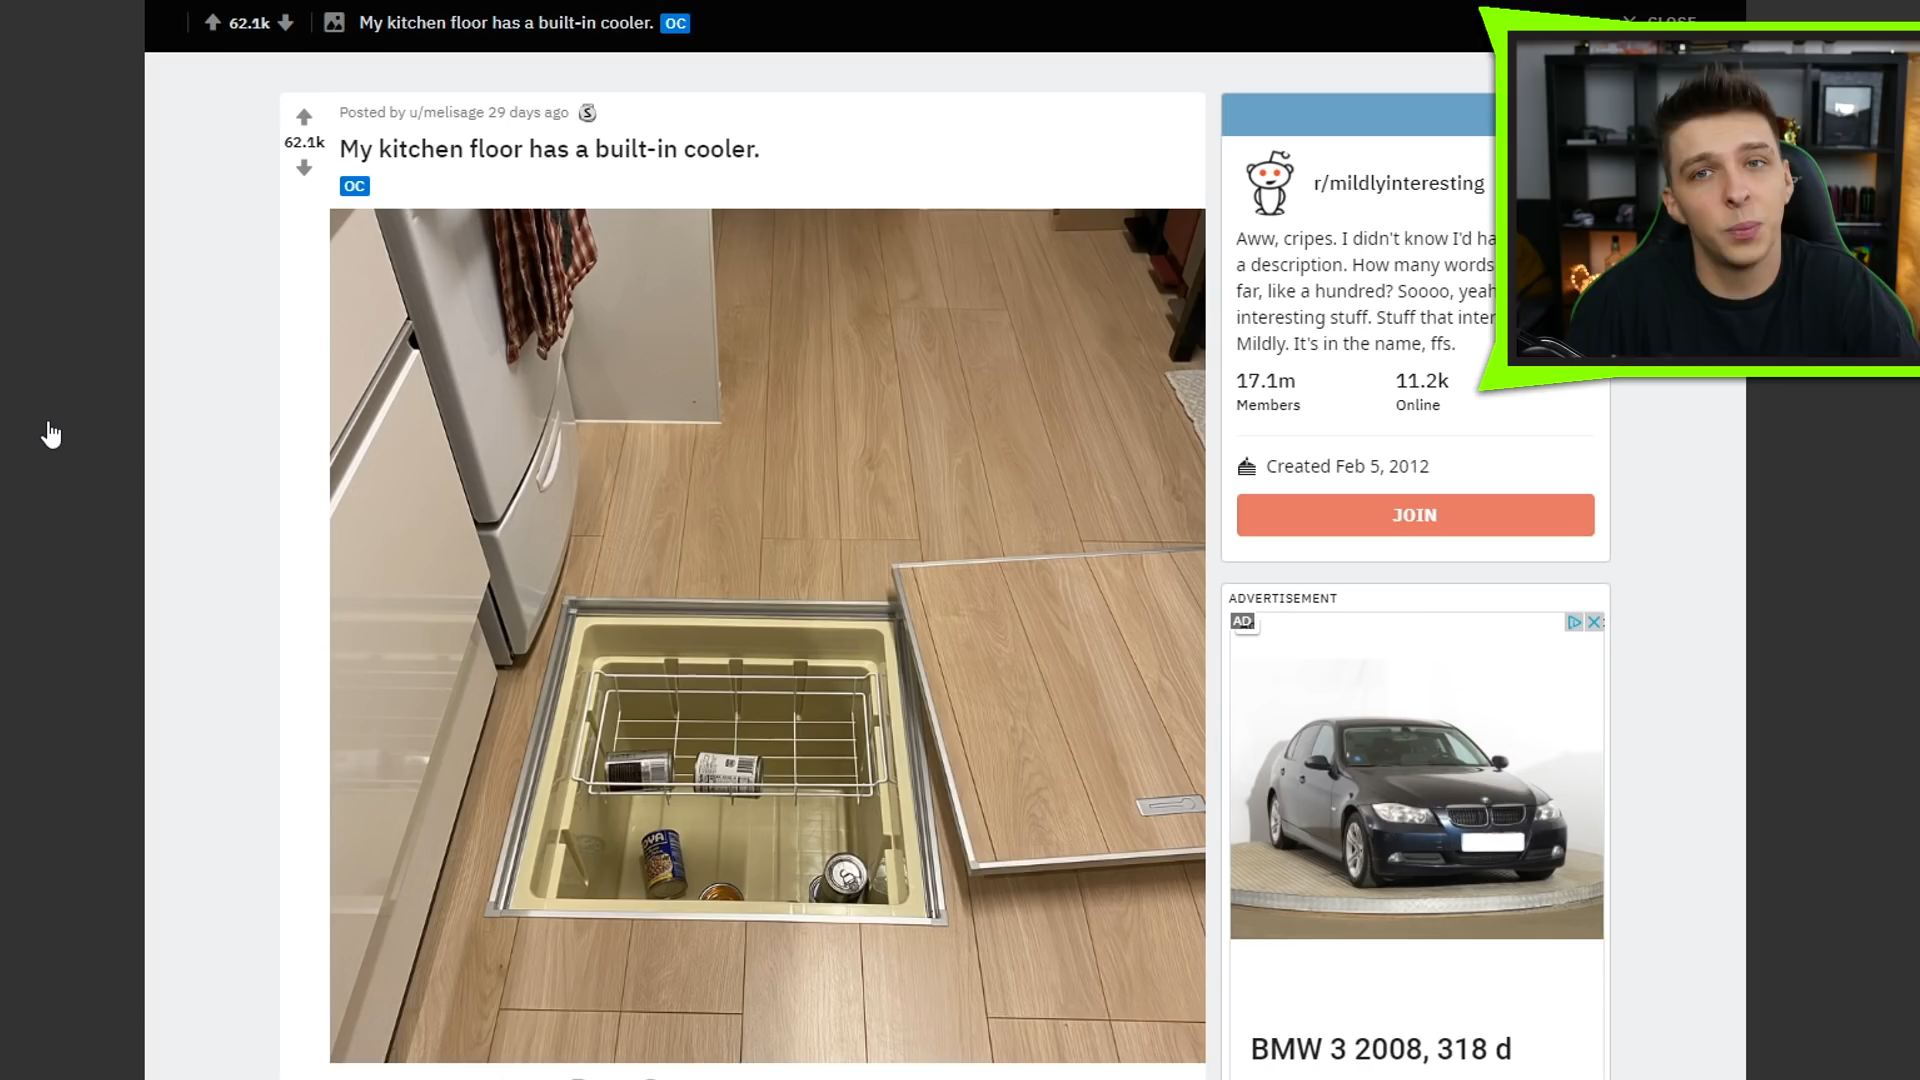 62.1k
My kitchen floor has a built-in cooler. OC
CLOSE
Posted by u/melisage 29 days ago
62.1k
My kitchen floor has a built-in cooler.
OC
r/mildlyinteresting
Aww, cripes. I didn't know I'd ha
a description. How many words
far, like a hundred? Soooo, yeah
interesting stuff. Stuff that inter
Mildly. It's in the name, ffs.
17.1m 11.2k
Members Online
Created Feb 5, 2012
JOIN
ADVERTISEMENT
AD
BMW 3 2008, 318 d